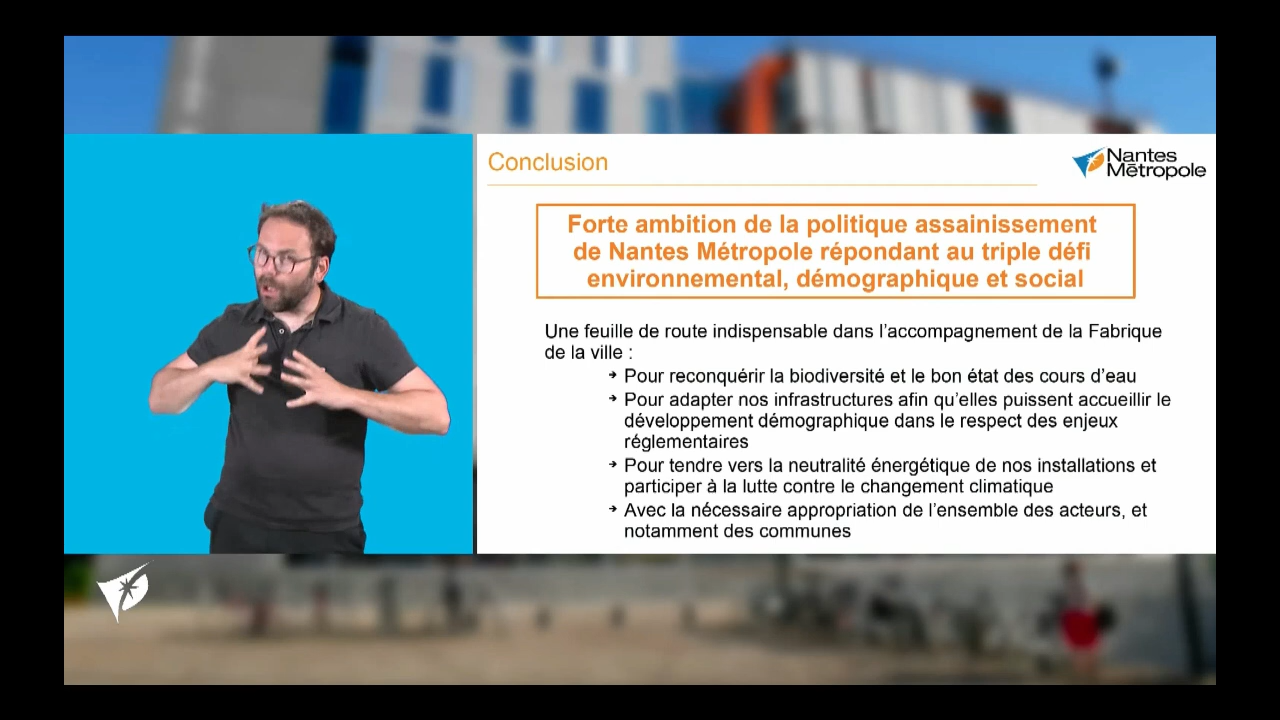 Conclusion
Nantes
Métropole
Forte ambition de la politique assainissement
de Nantes Métropole répondant au triple défi
environnemental, démographique et social
Une feuille de route indispensable dans l'accompagnement de la Fabrique
de la ville :
➔ Pour reconquérir la biodiversité et le bon état des cours d'eau
➔ Pour adapter nos infrastructures afin qu'elles puissent accueillir le
développement démographique dans le respect des enjeux
réglementaires
➔ Pour tendre vers la neutralité énergétique de nos installations et
participer à la lutte contre le changement climatique
➔ Avec la nécessaire appropriation de l'ensemble des acteurs, et
notamment des communes